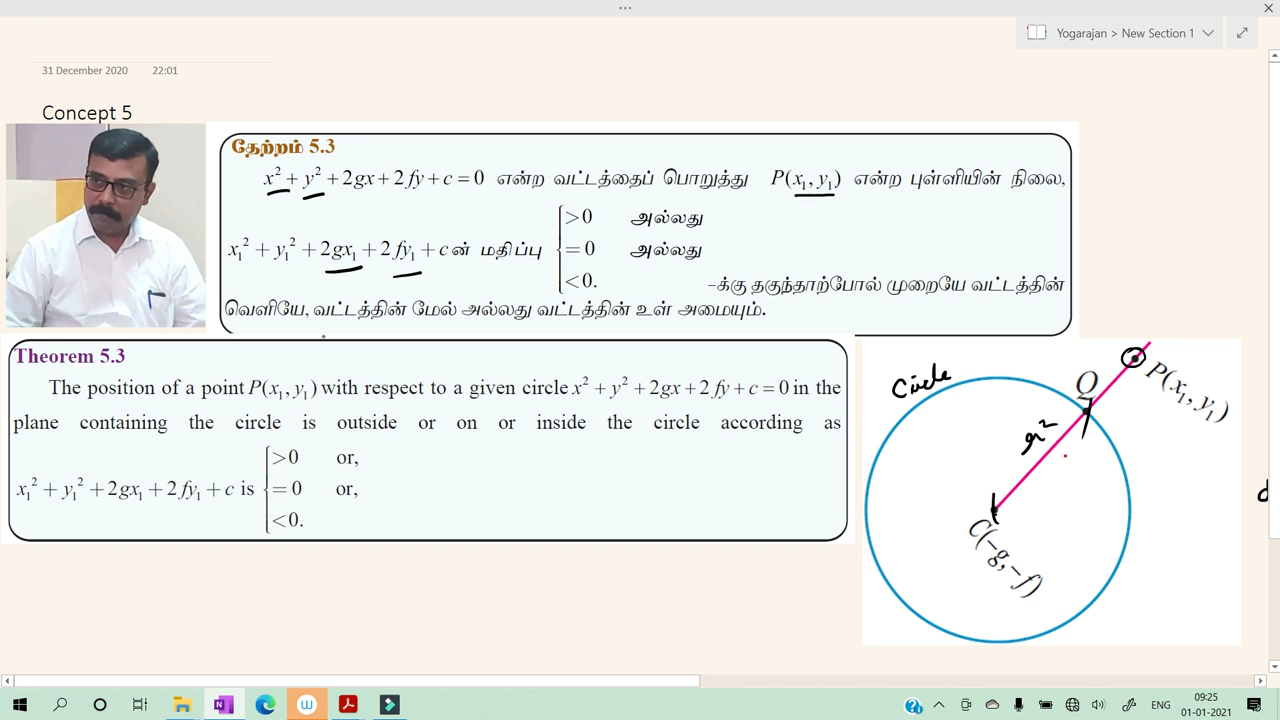 Yogarajan > New Section 1
31 December 2020 22:01
Concept 5
தேற்றம் 5.3
x² + y² + 2gx + 2fy + c = 0 என்ற வட்டத்தைப் பொறுத்து P(x₁, y₁) என்ற புள்ளியின் நிலை,
x₁² + y₁² + 2gx₁ + 2fy₁ + c ன் மதிப்பு
>0 அல்லது
=0 அல்லது
<0.
-க்கு தகுந்தாற்போல் முறையே வட்டத்தின்
வெளியே, வட்டத்தின் மேல் அல்லது வட்டத்தின் உள் அமையும்.
Theorem 5.3
The position of a point P(x₁, y₁) with respect to a given circle x² + y² + 2gx + 2fy + c = 0 in the
plane containing the circle is outside or on or inside the circle according as
x₁² + y₁² + 2gx₁ + 2fy₁ + c is
>0 or,
=0 or,
<0.
Circle
Q
P(x₁, y₁)
C(-g, -f)
ENG
09:25
01-01-2021